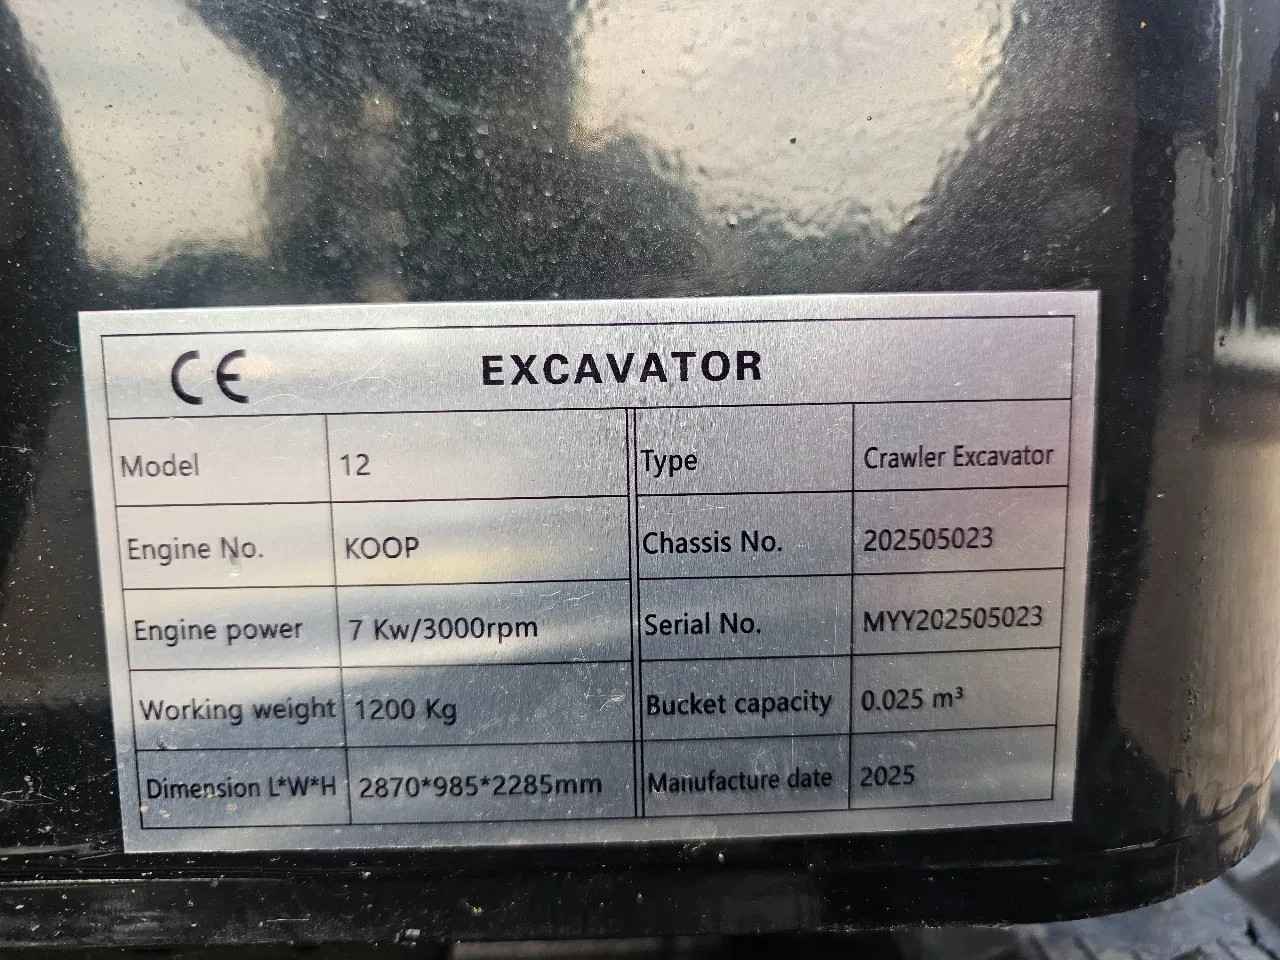 CE EXCAVATOR
Model 12 Type Crawler Excavator
Engine No. KOOP Chassis No. 202505023
Engine power 7 Kw/3000rpm Serial No. MYY202505023
Working weight 1200 Kg Bucket capacity 0.025 m³
Dimension L*W*H 2870*985*2285mm Manufacture date 2025